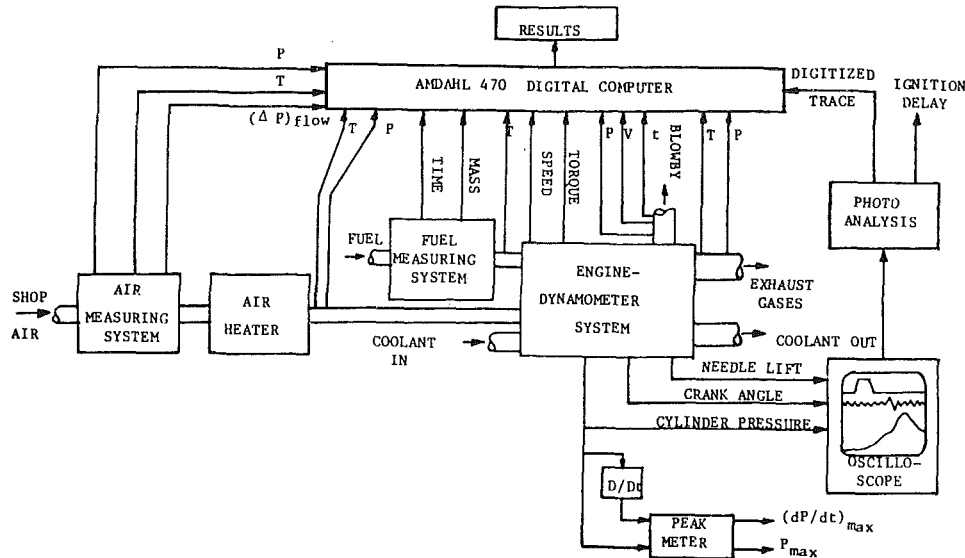 RESULTS
AMDAHL 470 DIGITAL COMPUTER
P
T
(Δ P)flow
DIGITIZED
TRACE
IGNITION
DELAY
T
P
TIME
MASS
T
SPEED
TORQUE
P
V
t
BLOWBY
T
P
PHOTO
ANALYSIS
FUEL
FUEL
MEASURING
SYSTEM
ENGINE-
DYNAMOMETER
SYSTEM
EXHAUST
GASES
SHOP
AIR
AIR
MEASURING
SYSTEM
AIR
HEATER
COOLANT
IN
COOLANT OUT
NEEDLE LIFT
CRANK ANGLE
CYLINDER PRESSURE
OSCILLO-
SCOPE
D/Dt
PEAK
METER
(dP/dt)max
Pmax